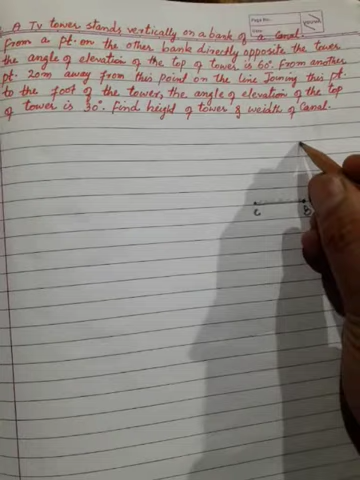 A TV tower stands vertically on a bank of a Canal.
From a pt. on the other bank directly opposite the tower
the angle of elevation of the top of tower is 60°. From another
pt. 20m away from this point on the line Joining this pt.
to the foot of the tower, the angle of elevation of the top
of tower is 30°. Find height of tower & width of Canal.
Page No.
Date
C B